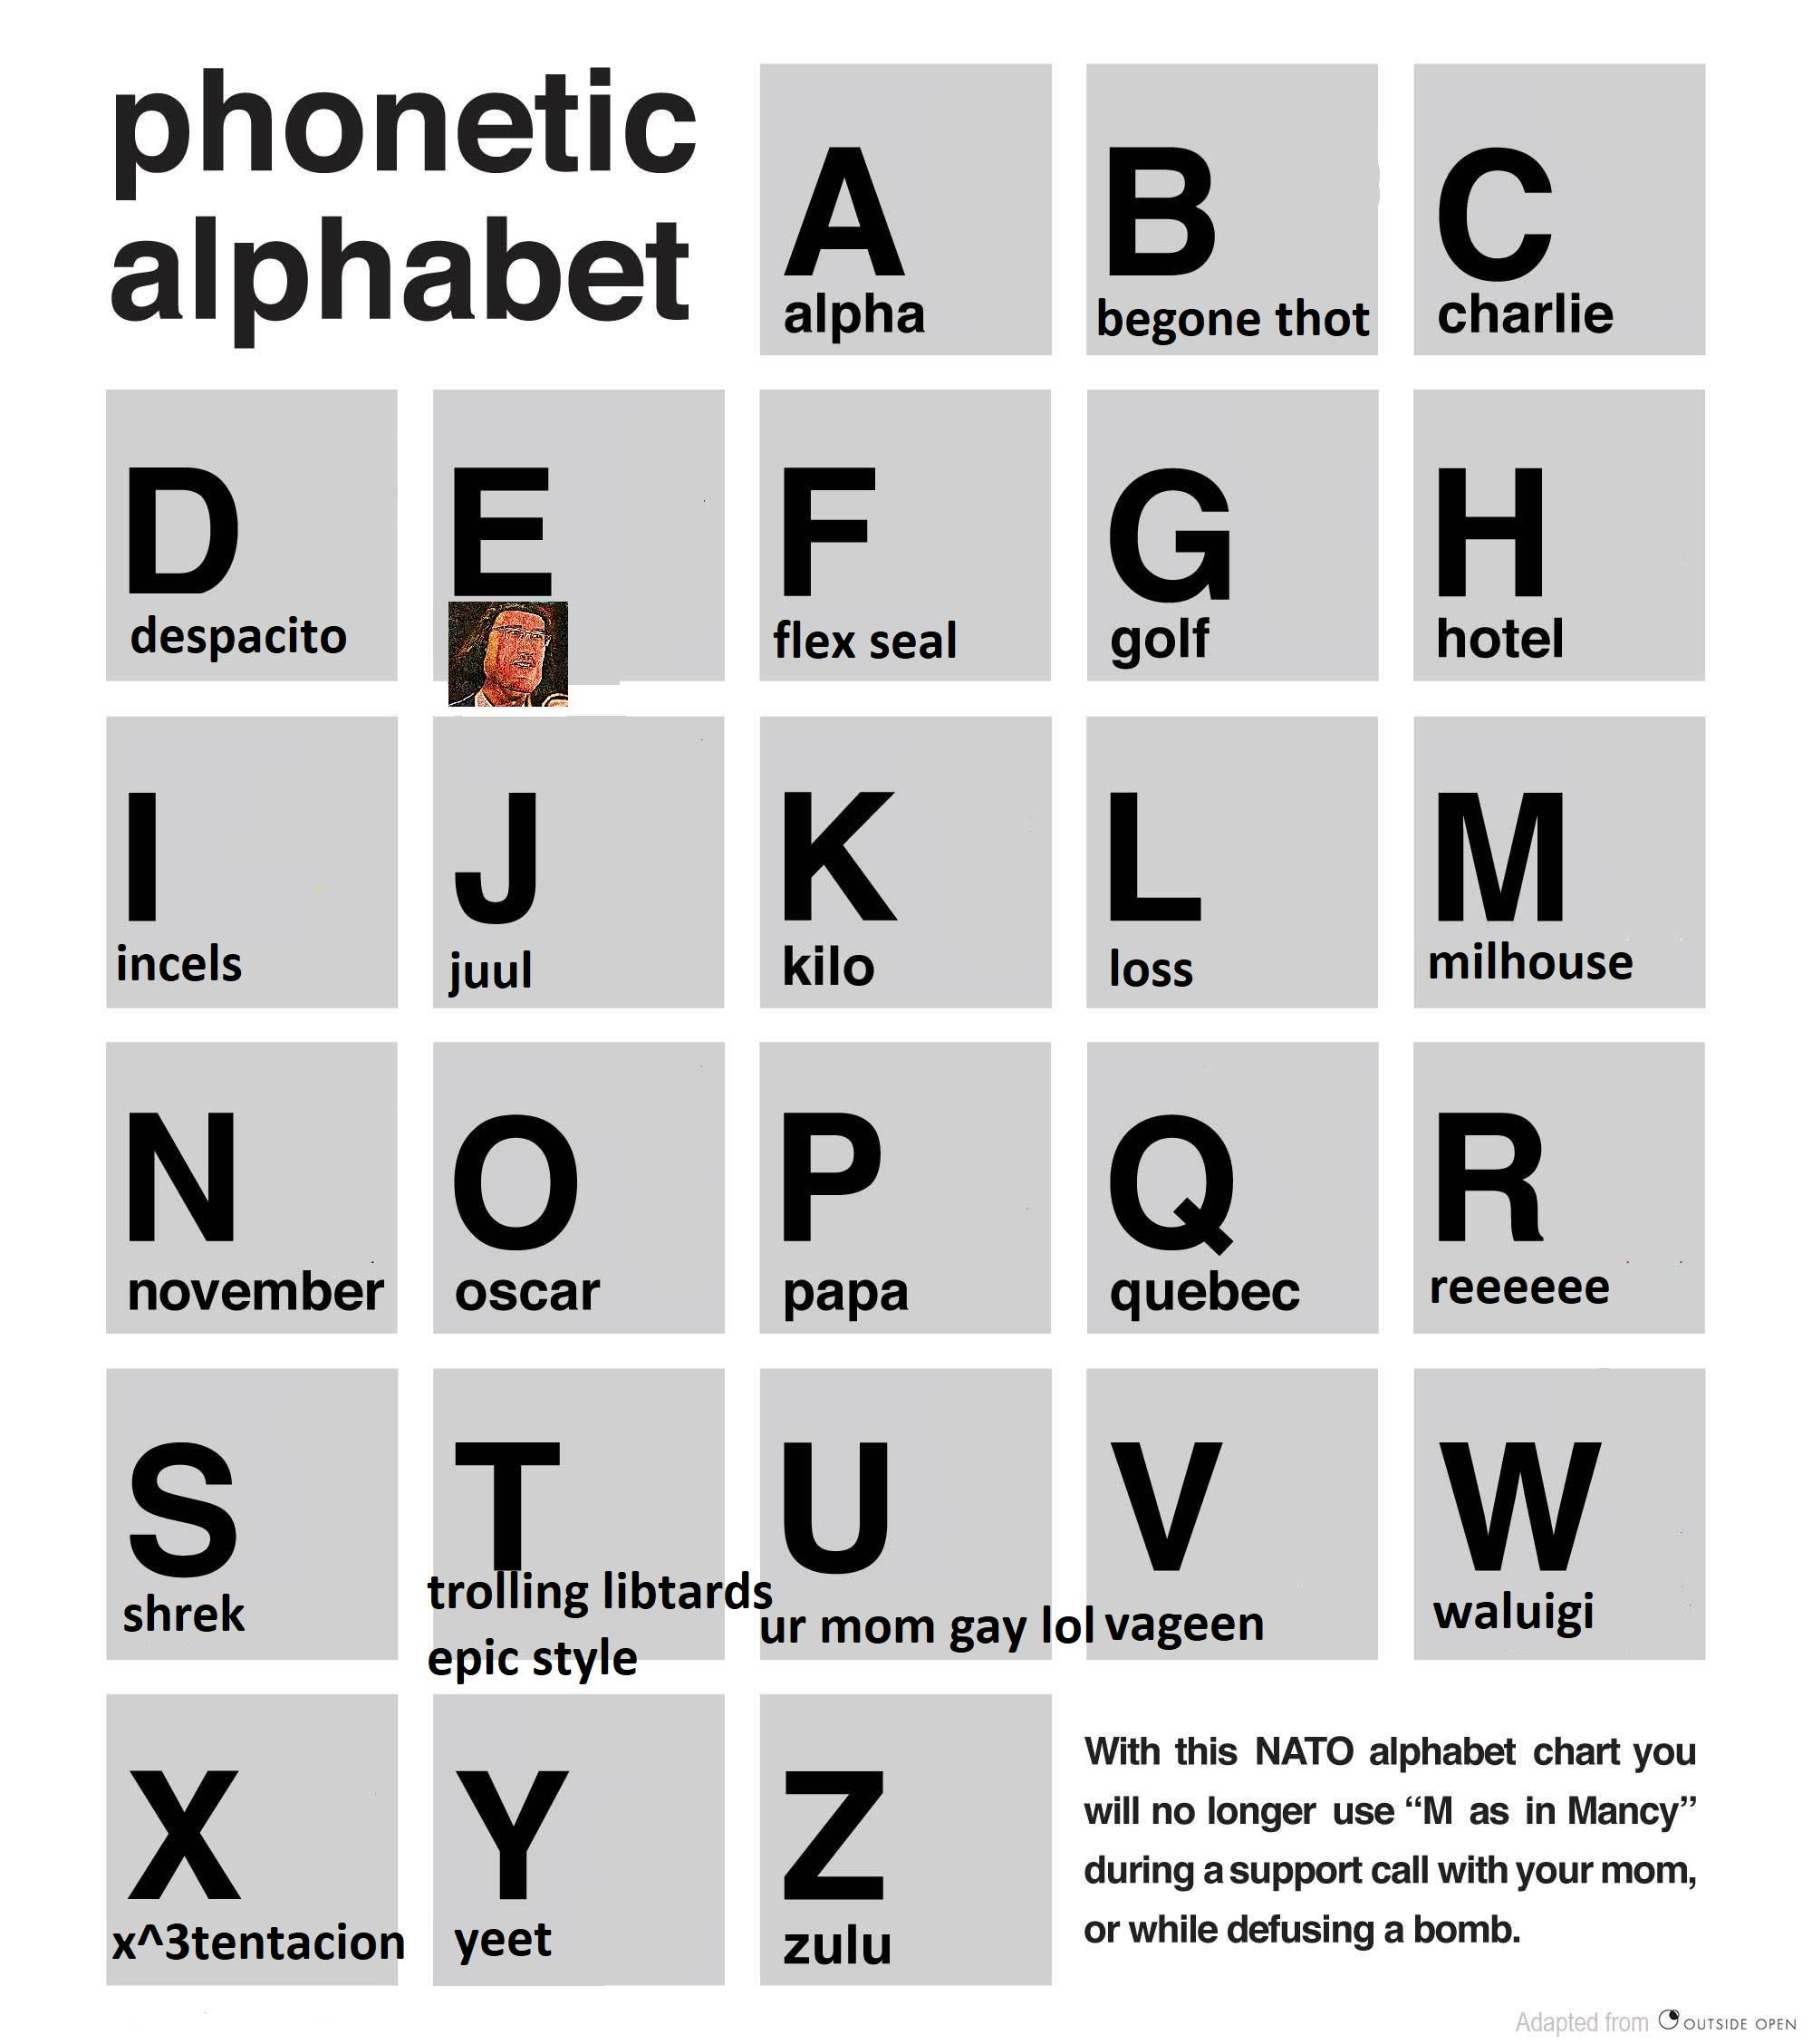 phonetic
alphabet
A
alpha
B
begone thot
C
charlie
D
despacito
E
F
flex seal
G
golf
H
hotel
I
incels
J
juul
K
kilo
L
loss
M
milhouse
N
november
O
oscar
P
papa
Q
quebec
R
reeeeee
S
shrek
T
trolling libtards
epic style
U
ur mom gay lol
V
vageen
W
waluigi
X
x^3tentacion
Y
yeet
Z
zulu
With this NATO alphabet chart you
will no longer use “M as in Mancy”
during a support call with your mom,
or while defusing a bomb.
Adapted from OUTSIDE OPEN